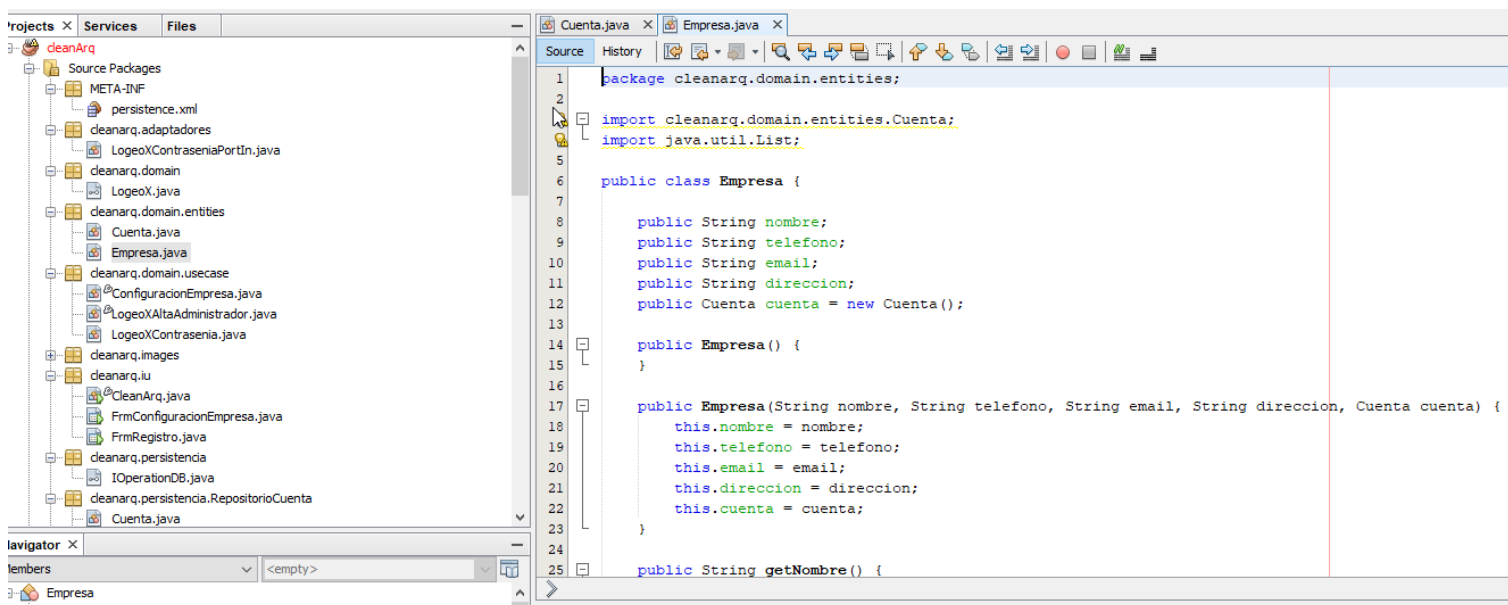 Projects × Services Files
cleanArq
Source Packages
META-INF
persistence.xml
cleanarq.adaptadores
LogeoXContraseniaPortIn.java
cleanarq.domain
LogeoX.java
cleanarq.domain.entities
Cuenta.java
Empresa.java
cleanarq.domain.usecase
ConfiguracionEmpresa.java
LogeoXAltaAdministrador.java
LogeoXContrasenia.java
cleanarq.images
cleanarq.iu
CleanArq.java
FrmConfiguracionEmpresa.java
FrmRegistro.java
cleanarq.persistencia
IOperationDB.java
cleanarq.persistencia.RepositorioCuenta
Cuenta.java
Navigator ×
Members <empty>
Empresa
Cuenta.java × Empresa.java ×
Source History
1 package cleanarq.domain.entities;
2
import cleanarq.domain.entities.Cuenta;
import java.util.List;
5
6 public class Empresa {
7
8 public String nombre;
9 public String telefono;
10 public String email;
11 public String direccion;
12 public Cuenta cuenta = new Cuenta();
13
14 public Empresa() {
15 }
16
17 public Empresa(String nombre, String telefono, String email, String direccion, Cuenta cuenta) {
18 this.nombre = nombre;
19 this.telefono = telefono;
20 this.email = email;
21 this.direccion = direccion;
22 this.cuenta = cuenta;
23 }
24
25 public String getNombre() {